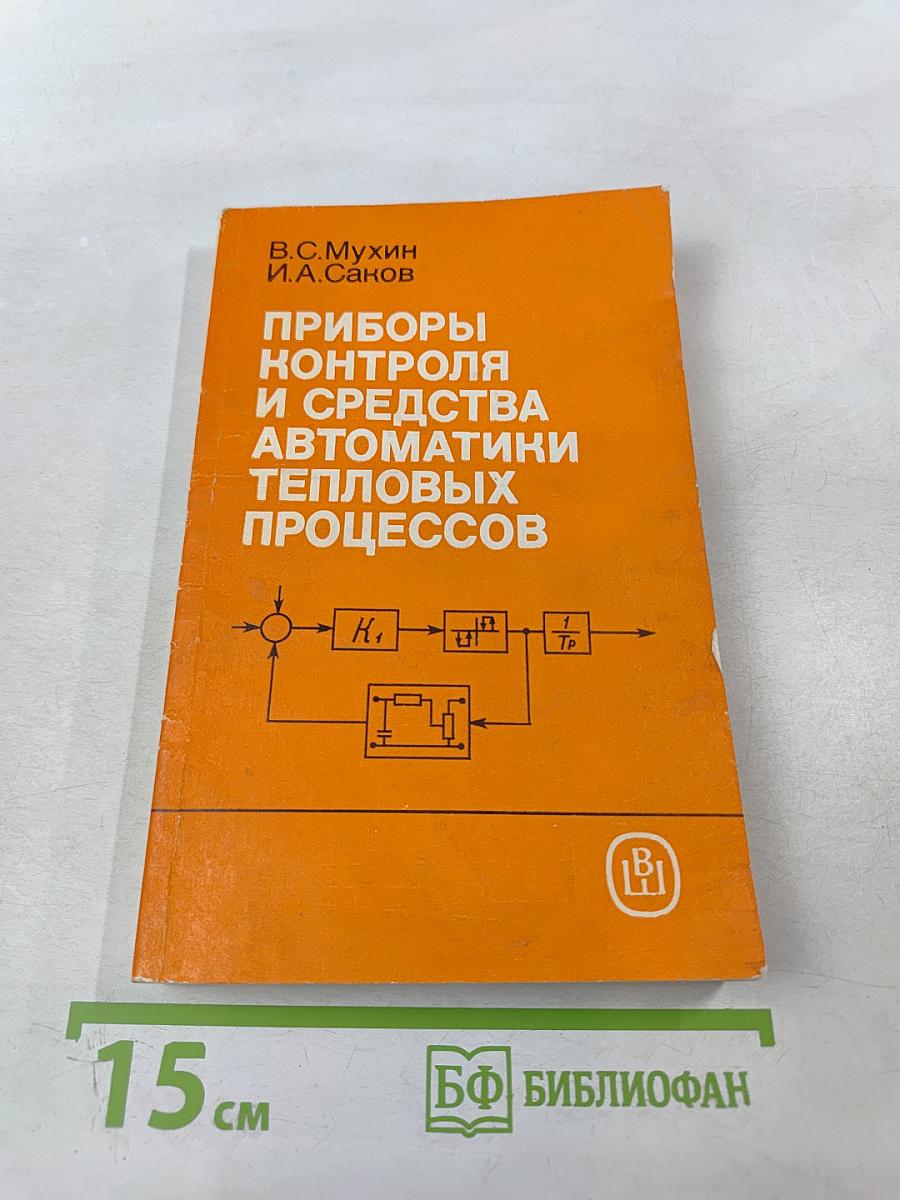 В.С.Мухин
И.А.Саков
ПРИБОРЫ
КОНТРОЛЯ
И СРЕДСТВА
АВТОМАТИКИ
ТЕПЛОВЫХ
ПРОЦЕССОВ
К₁
1
Тр
ВШ
15 см
БФ БИБЛИОФАН